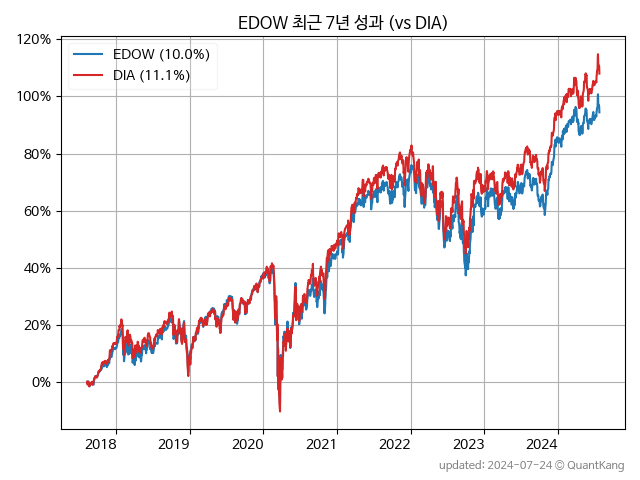 EDOW 최근 7년 성과 (vs DIA)
120%
EDOW (10.0%)
DIA (11.1%)
100%
80%
60%
40%
20%
0%
2018 2019 2020 2021 2022 2023 2024
updated: 2024-07-24 © QuantKang